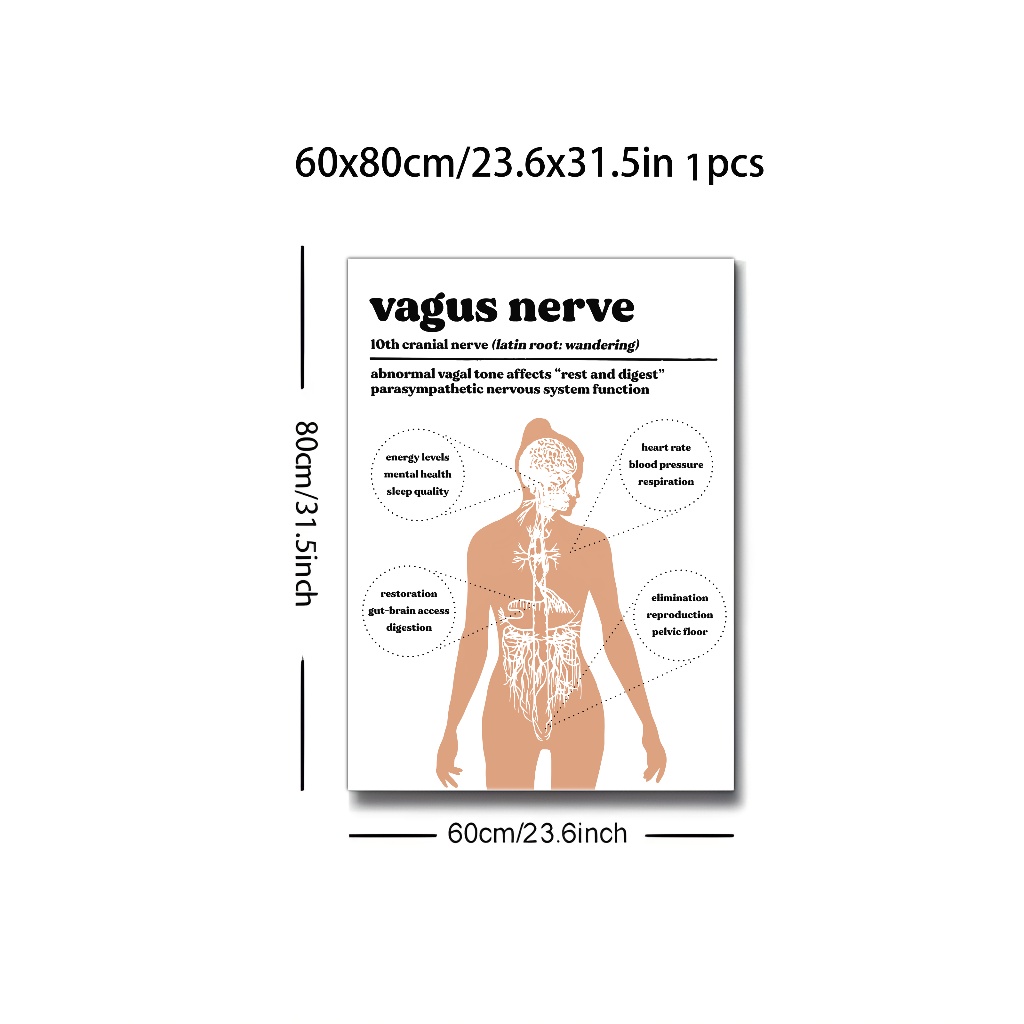 60x80cm/23.6x31.5in 1pcs
vagus nerve
10th cranial nerve (latin root: wandering)
abnormal vagal tone affects “rest and digest”
parasympathetic nervous system function
energy levels
mental health
sleep quality
heart rate
blood pressure
respiration
restoration
gut-brain access
digestion
elimination
reproduction
pelvic floor
80cm/31.5inch
60cm/23.6inch